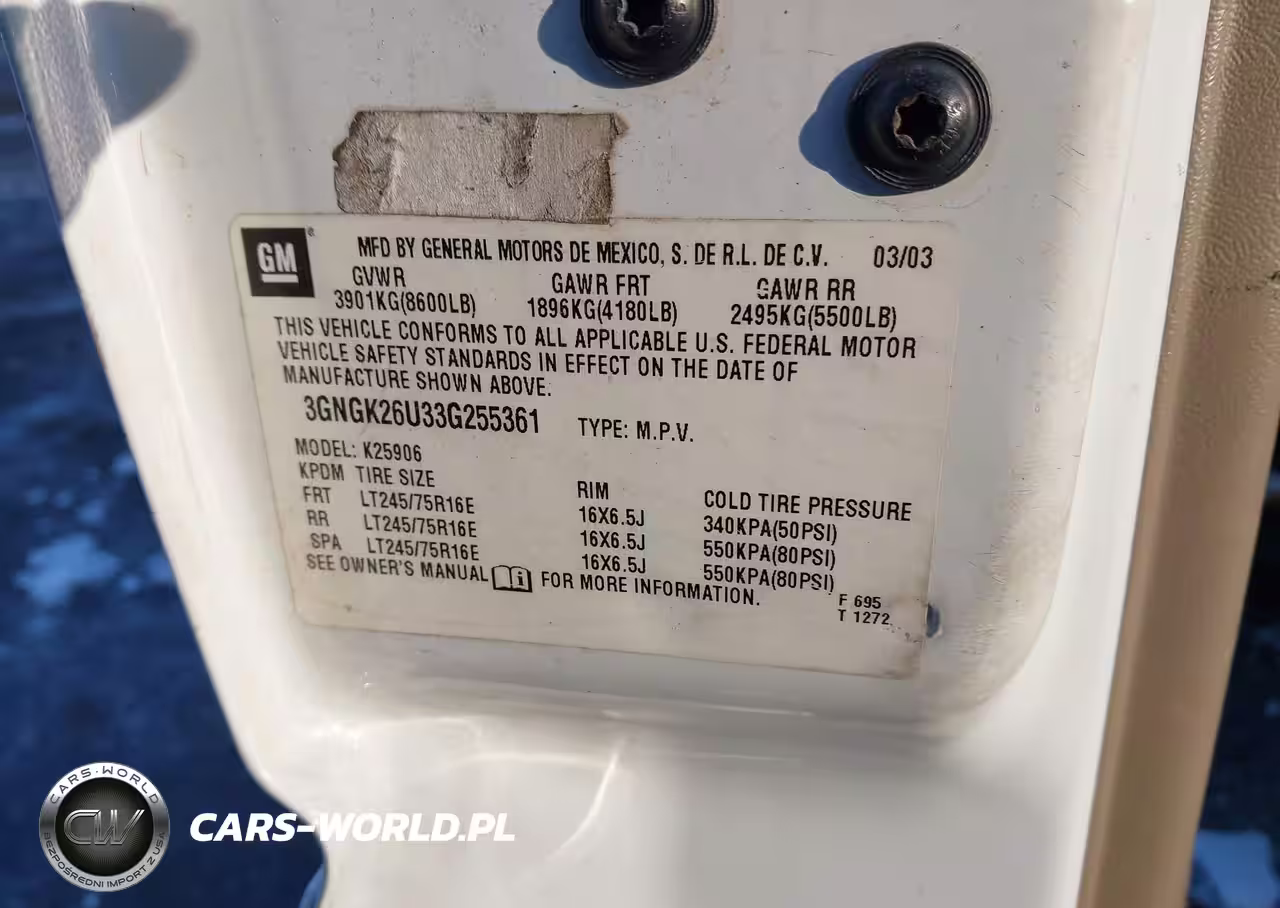 GM
MFD BY GENERAL MOTORS DE MEXICO, S. DE R.L. DE C.V. 03/03
GVWR GAWR FRT GAWR RR
3901KG(8600LB) 1896KG(4180LB) 2495KG(5500LB)
THIS VEHICLE CONFORMS TO ALL APPLICABLE U.S. FEDERAL MOTOR
VEHICLE SAFETY STANDARDS IN EFFECT ON THE DATE OF
MANUFACTURE SHOWN ABOVE.
3GNGK26U33G255361 TYPE: M.P.V.
MODEL: K25906
KPDM TIRE SIZE RIM COLD TIRE PRESSURE
FRT LT245/75R16E 16X6.5J 340KPA(50PSI)
RR LT245/75R16E 16X6.5J 550KPA(80PSI)
SPA LT245/75R16E 16X6.5J 550KPA(80PSI)
SEE OWNER'S MANUAL FOR MORE INFORMATION.
F 695
T 1272
CARS-WORLD
CW
BEZPOŚREDNI IMPORT Z USA
CARS-WORLD.PL